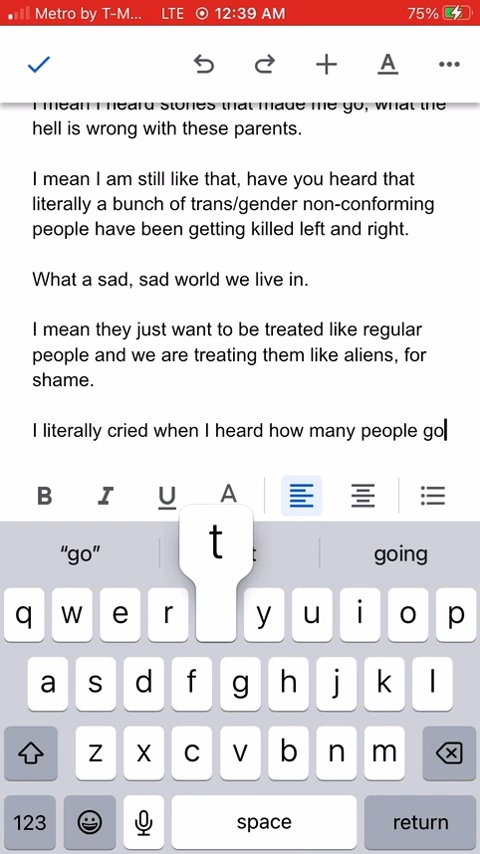 Metro by T-M... LTE 12:39 AM 75%
A
I mean I heard stories that made me go, what the
hell is wrong with these parents.
I mean I am still like that, have you heard that
literally a bunch of trans/gender non-conforming
people have been getting killed left and right.
What a sad, sad world we live in.
I mean they just want to be treated like regular
people and we are treating them like aliens, for
shame.
I literally cried when I heard how many people go
B I U A
“go” going
t
q w e r y u i o p
a s d f g h j k l
z x c v b n m
123 space return